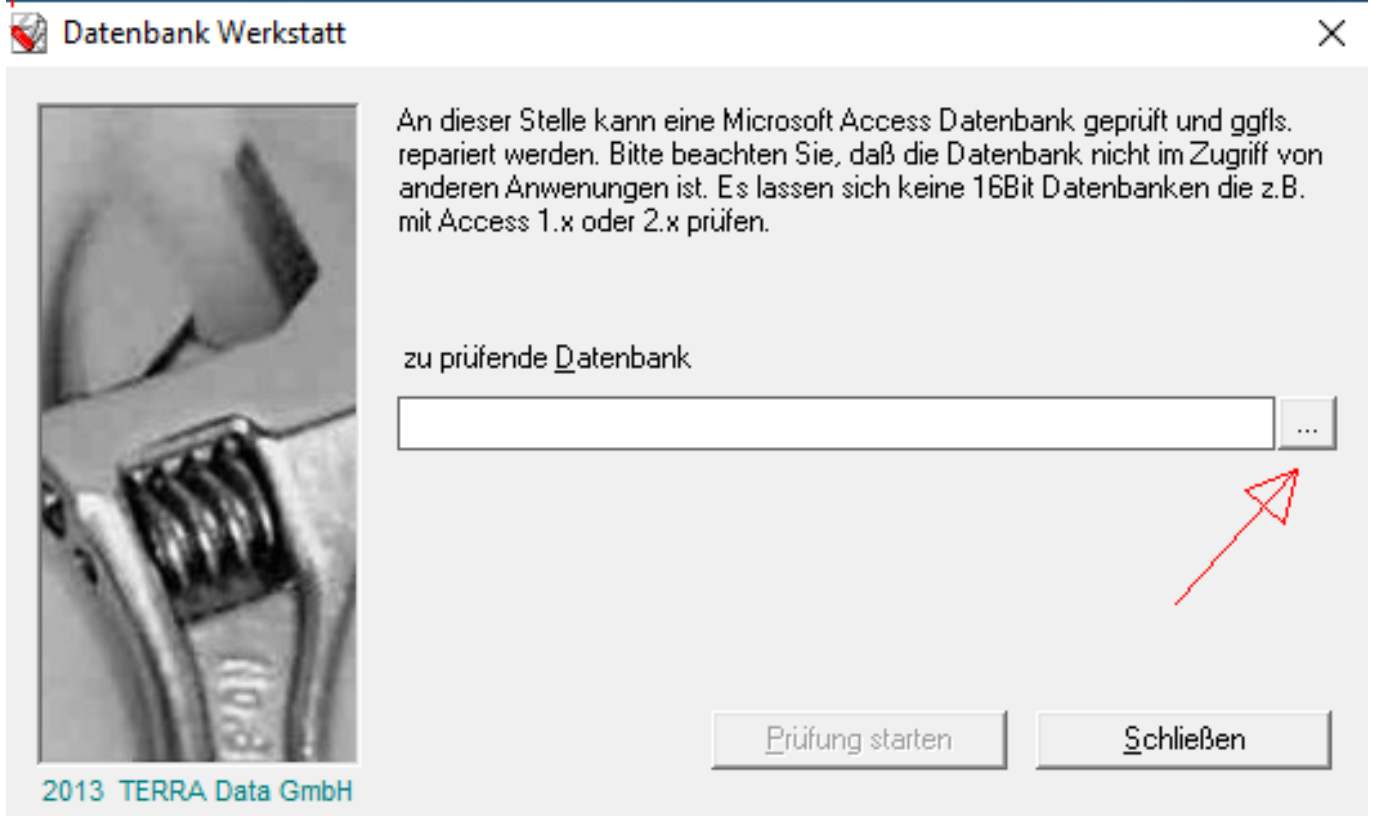 Datenbank Werkstatt
An dieser Stelle kann eine Microsoft Access Datenbank geprüft und ggfls.
repariert werden. Bitte beachten Sie, daß die Datenbank nicht im Zugriff von
anderen Anwenungen ist. Es lassen sich keine 16Bit Datenbanken die z.B.
mit Access 1.x oder 2.x prüfen.
zu prüfende Datenbank
...
Prüfung starten
Schließen
2013 TERRA Data GmbH